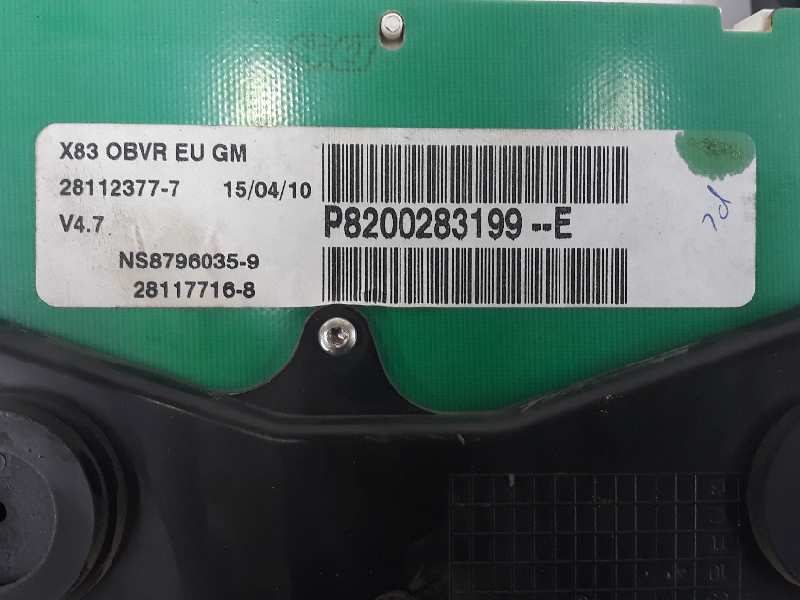 X83 OBVR EU GM
28112377-7 15/04/10
V4.7
P8200283199--E
NS8796035-9
28117716-8